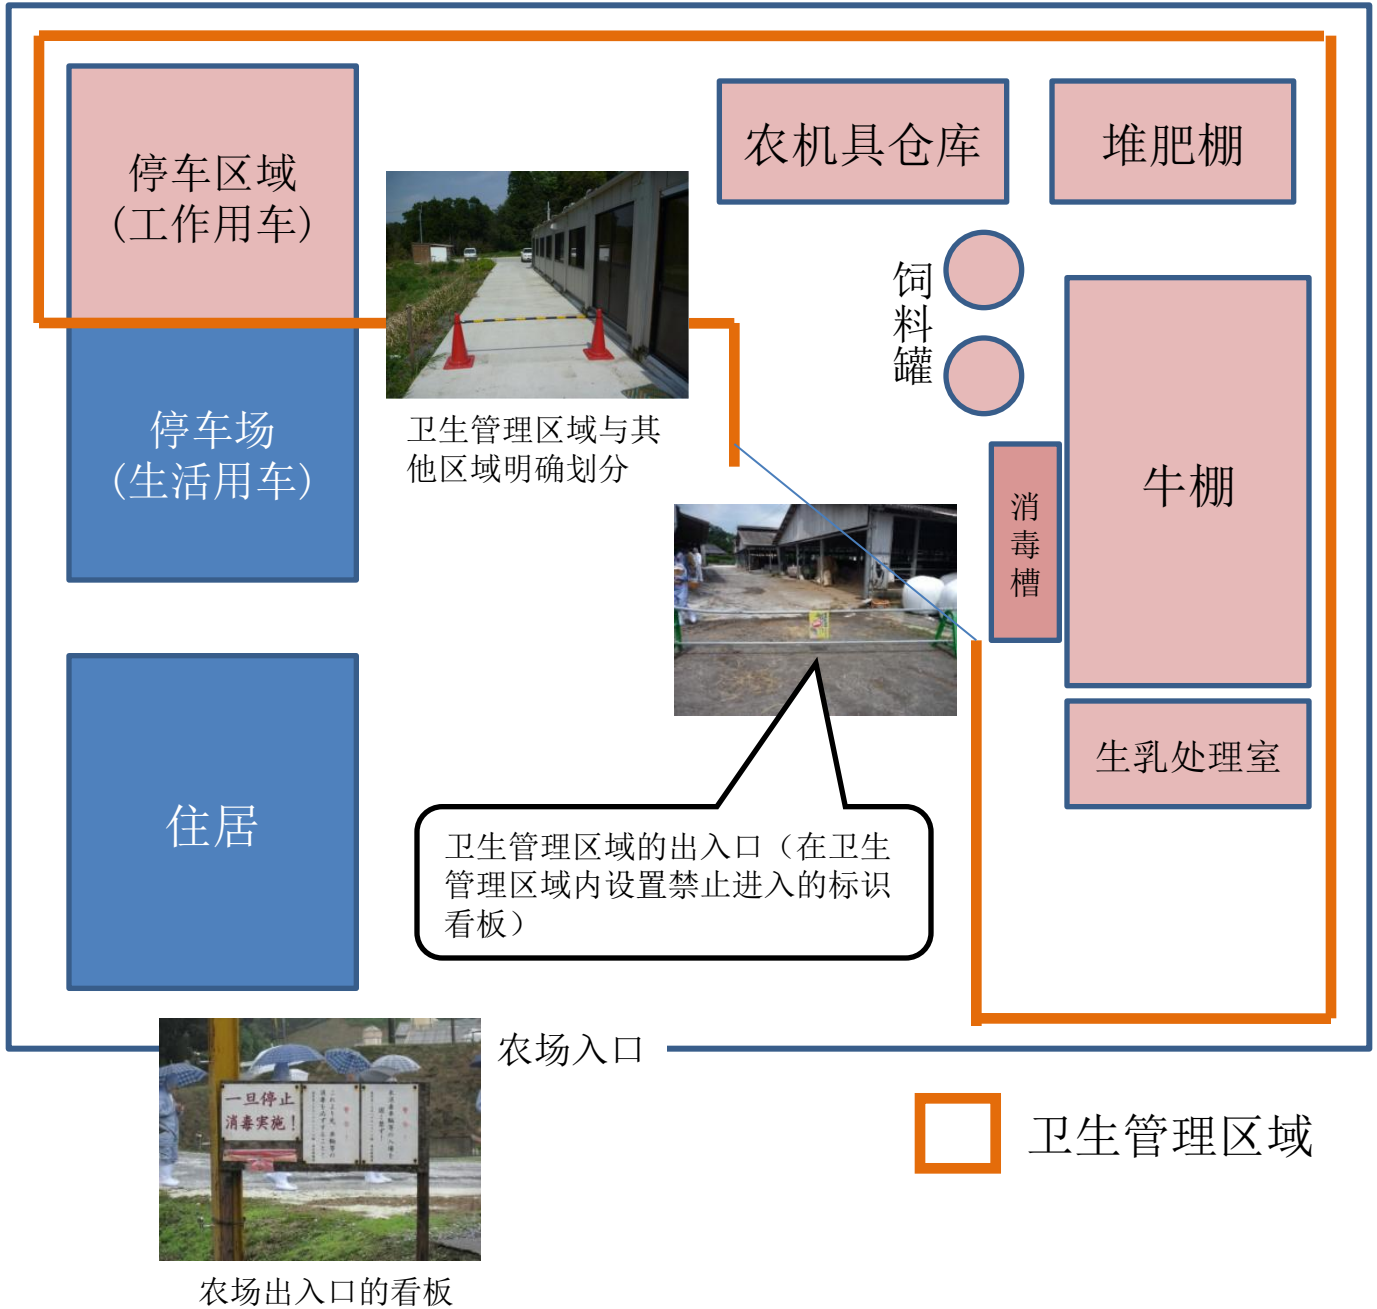 停车区域
（工作用车）
农机具仓库
堆肥棚
饲料罐
停车场
（生活用车）
卫生管理区域与其
他区域明确划分
消毒槽
牛棚
生乳处理室
住居
卫生管理区域的出入口（在卫生
管理区域内设置禁止进入的标识
看板）
农场入口
一旦停止
消毒実施！
卫生管理区域
农场出入口的看板